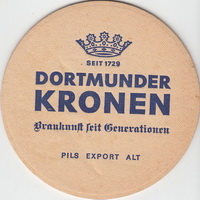 SEIT 1729
DORTMUNDER
KRONEN
Braukunst seit Generationen
PILS EXPORT ALT